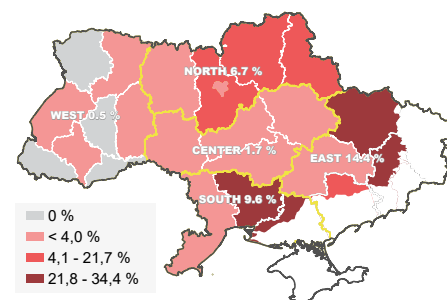 NORTH 6.7 %
WEST 0.5 %
CENTER 1.7 %
EAST 14.4 %
SOUTH 9.6 %
0 %
< 4,0 %
4,1 - 21,7 %
21,8 - 34,4 %